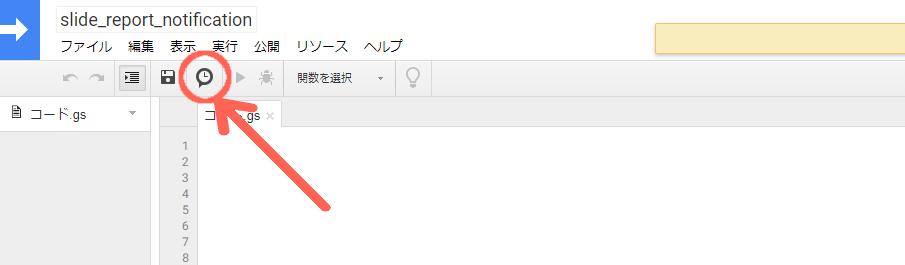 slide_report_notification
ファイル 編集 表示 実行 公開 リソース ヘルプ
関数を選択
コード.gs
.gs
1
2
3
4
5
6
7
8